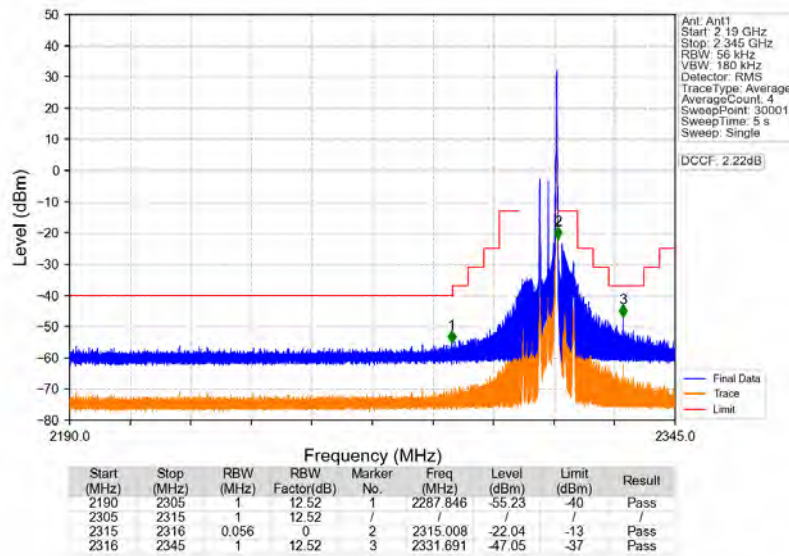 50
40
30
20
10
0
−10
−20
−30
−40
−50
−60
−70
−80
Level (dBm)
1
2
3
2190.0
2345.0
Frequency (MHz)
Ant: Ant1
Start: 2.19 GHz
Stop: 2.345 GHz
RBW: 56 kHz
VBW: 180 kHz
Detector: RMS
TraceType: Average
AverageCount: 4
SweepPoint: 30001
SweepTime: 5 s
Sweep: Single
DCCF: 2.22dB
Final Data
Trace
Limit
Start (MHz) Stop (MHz) RBW (MHz) RBW Factor(dB) Marker No. Freq (MHz) Level (dBm) Limit (dBm) Result
2190 2305 1 12.52 1 2287.846 -55.23 -40 Pass
2305 2315 1 12.52 / / / / /
2315 2316 0.056 0 2 2315.008 -22.04 -13 Pass
2316 2345 1 12.52 3 2331.691 -47.05 -37 Pass